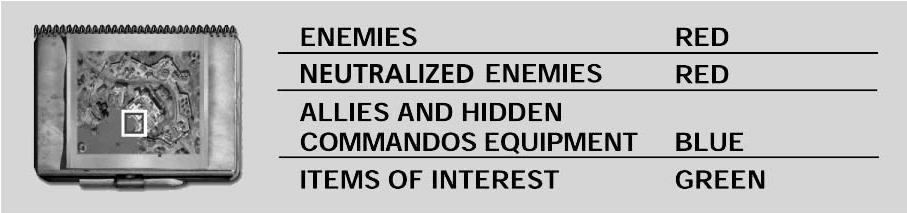 ENEMIES RED
NEUTRALIZED ENEMIES RED
ALLIES AND HIDDEN
COMMANDOS EQUIPMENT BLUE
ITEMS OF INTEREST GREEN